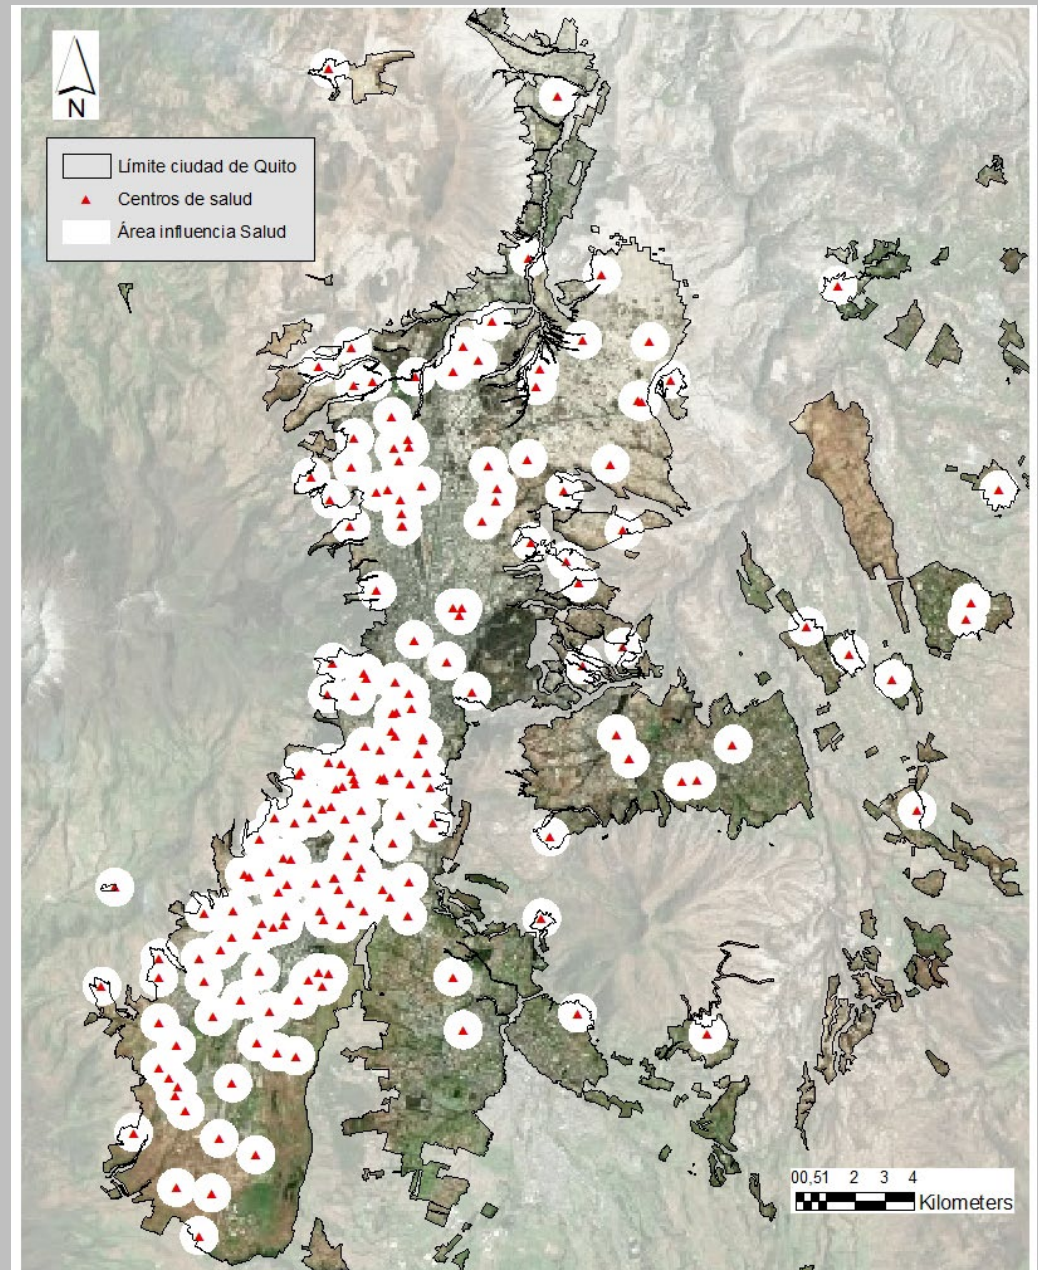 N
Límite ciudad de Quito
Centros de salud
Área influencia Salud
00,51 2 3 4
Kilometers